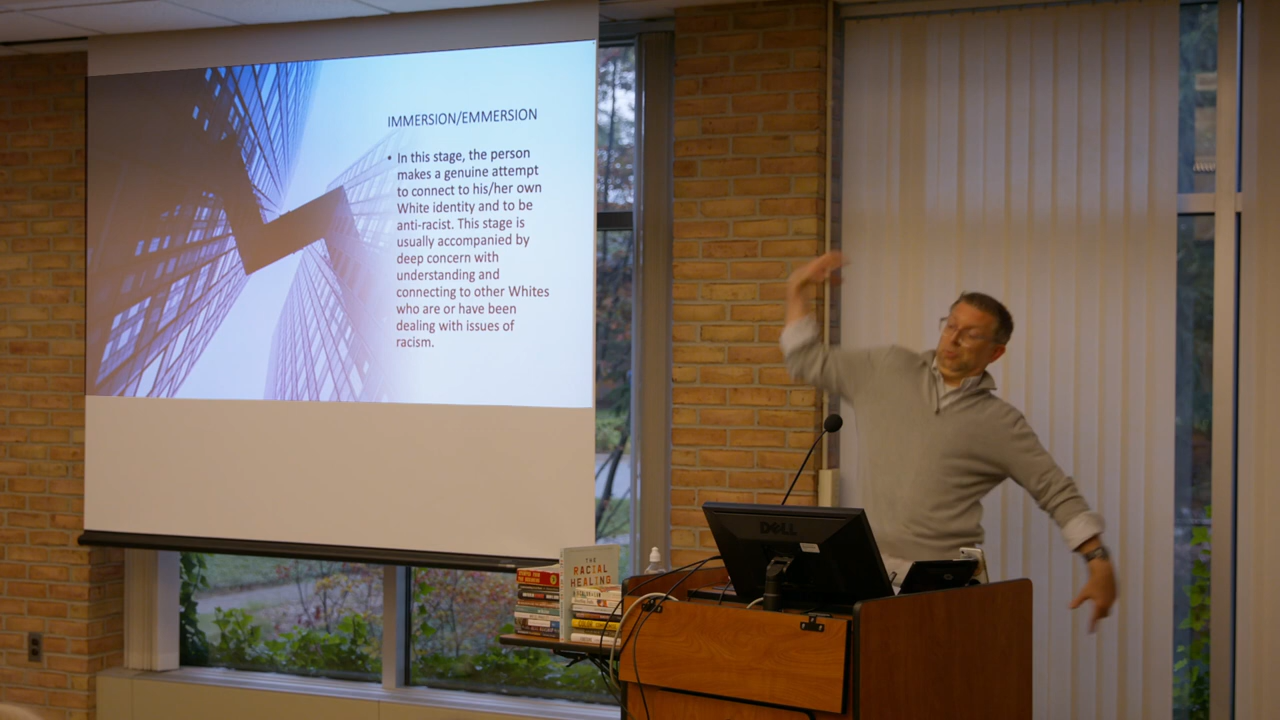 IMMERSION/EMMERSION
• In this stage, the person
makes a genuine attempt
to connect to his/her own
White identity and to be
anti-racist. This stage is
usually accompanied by
deep concern with
understanding and
connecting to other Whites
who are or have been
dealing with issues of
racism.
THE
RACIAL
HEALING
DELL